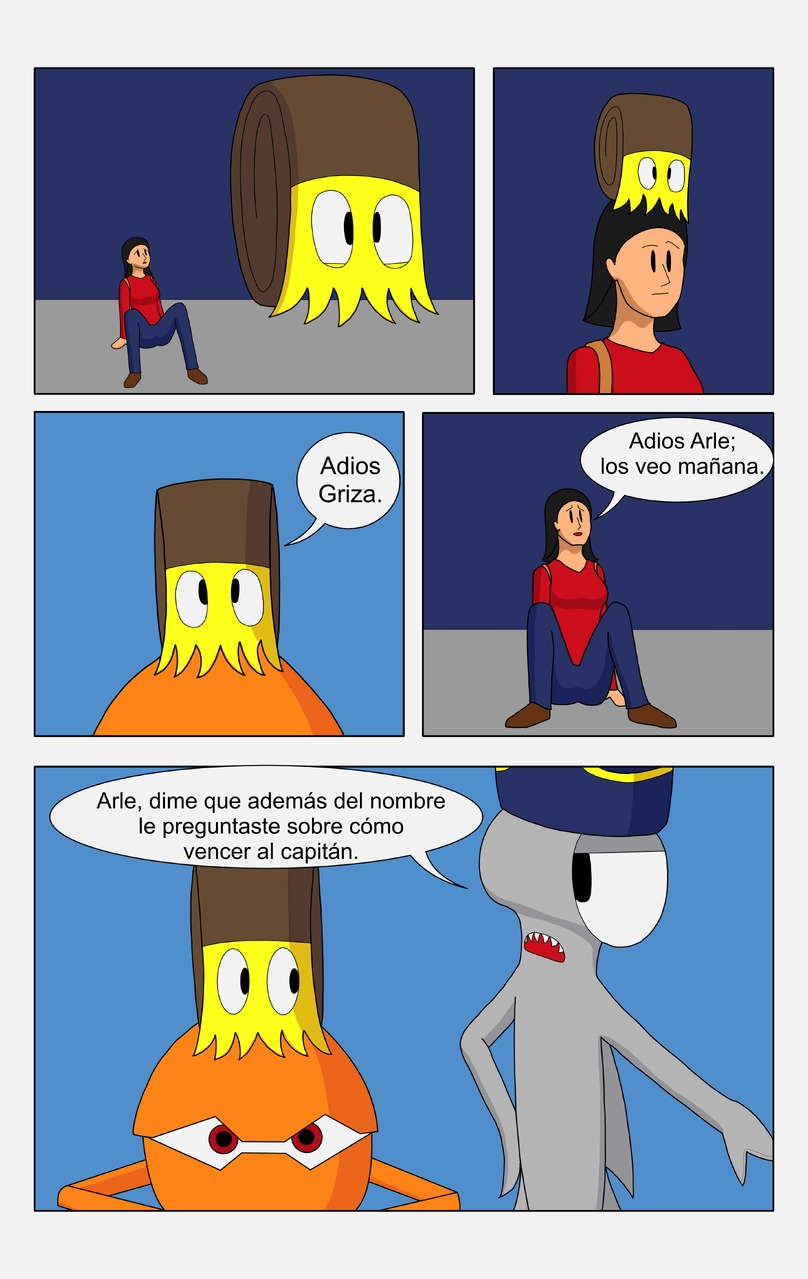 Adios
Griza.
Adios Arle;
los veo mañana.
Arle, dime que además del nombre
le preguntaste sobre cómo
vencer al capitán.